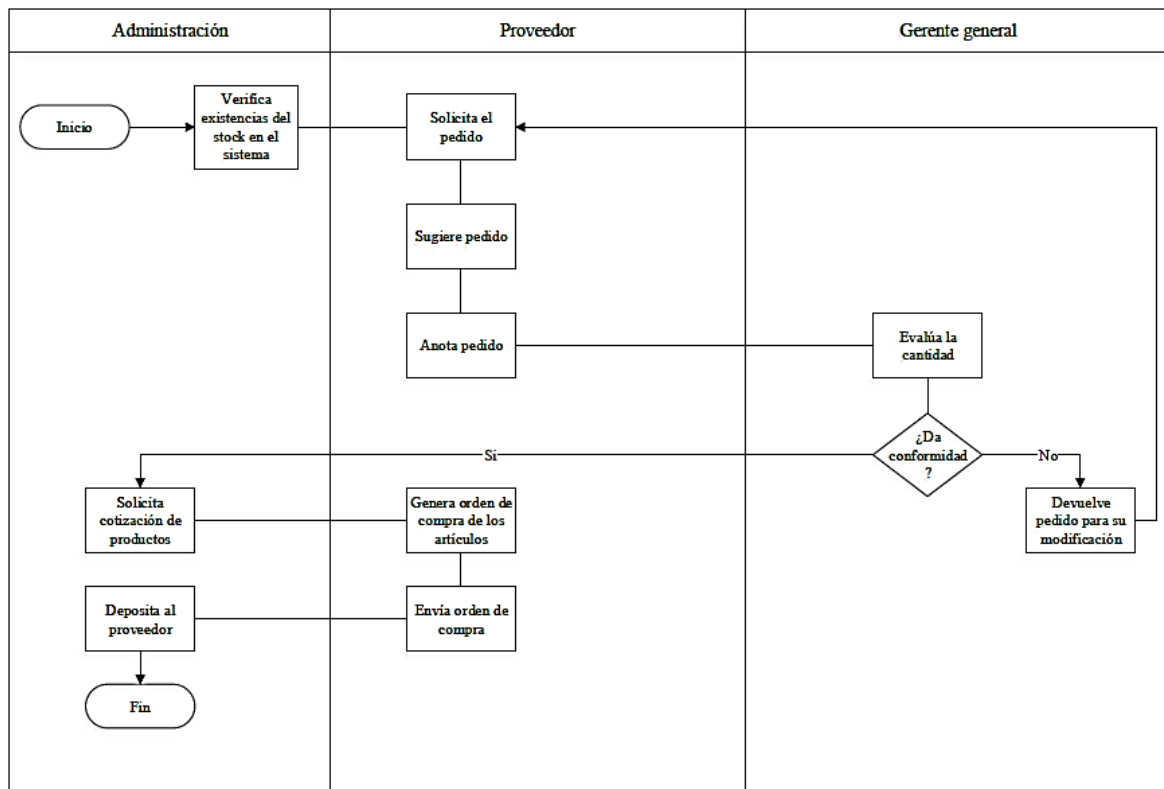 Administración
Proveedor
Gerente general
Inicio
Verifica
existencias del
stock en el
sistema
Solicita el
pedido
Sugiere pedido
Anota pedido
Evalúa la
cantidad
¿Da
conformidad
?
Si
No
Solicita
cotización de
productos
Genera orden de
compra de los
artículos
Devuelve
pedido para su
modificación
Deposita al
proveedor
Envía orden de
compra
Fin